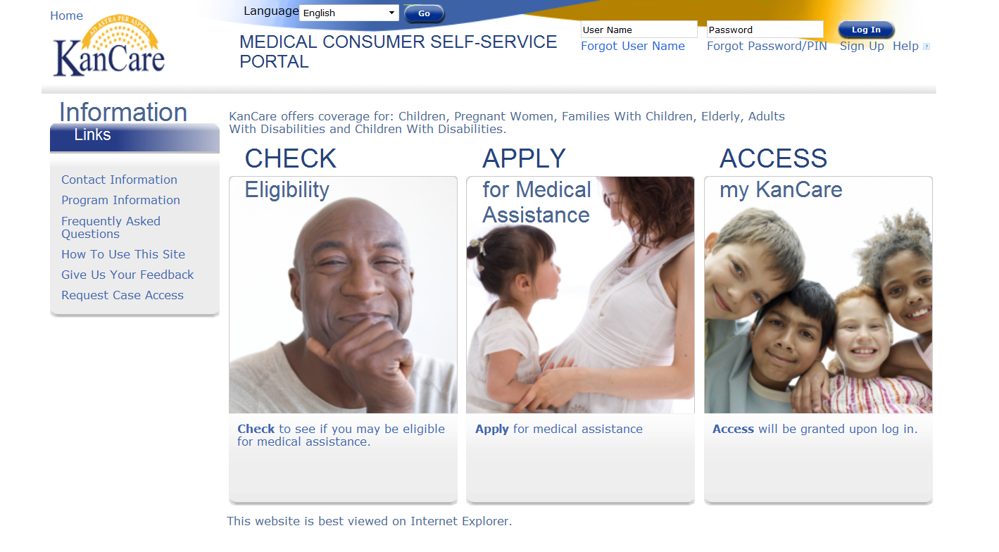 Home
Language English Go
AD ASTRA PER ASPERA
KanCare
MEDICAL CONSUMER SELF-SERVICE
PORTAL
User Name Password Log In
Forgot User Name Forgot Password/PIN Sign Up Help ?
Information
Links
Contact Information
Program Information
Frequently Asked
Questions
How To Use This Site
Give Us Your Feedback
Request Case Access
KanCare offers coverage for: Children, Pregnant Women, Families With Children, Elderly, Adults
With Disabilities and Children With Disabilities.
CHECK
Eligibility
Check to see if you may be eligible
for medical assistance.
APPLY
for Medical
Assistance
Apply for medical assistance
ACCESS
my KanCare
Access will be granted upon log in.
This website is best viewed on Internet Explorer.